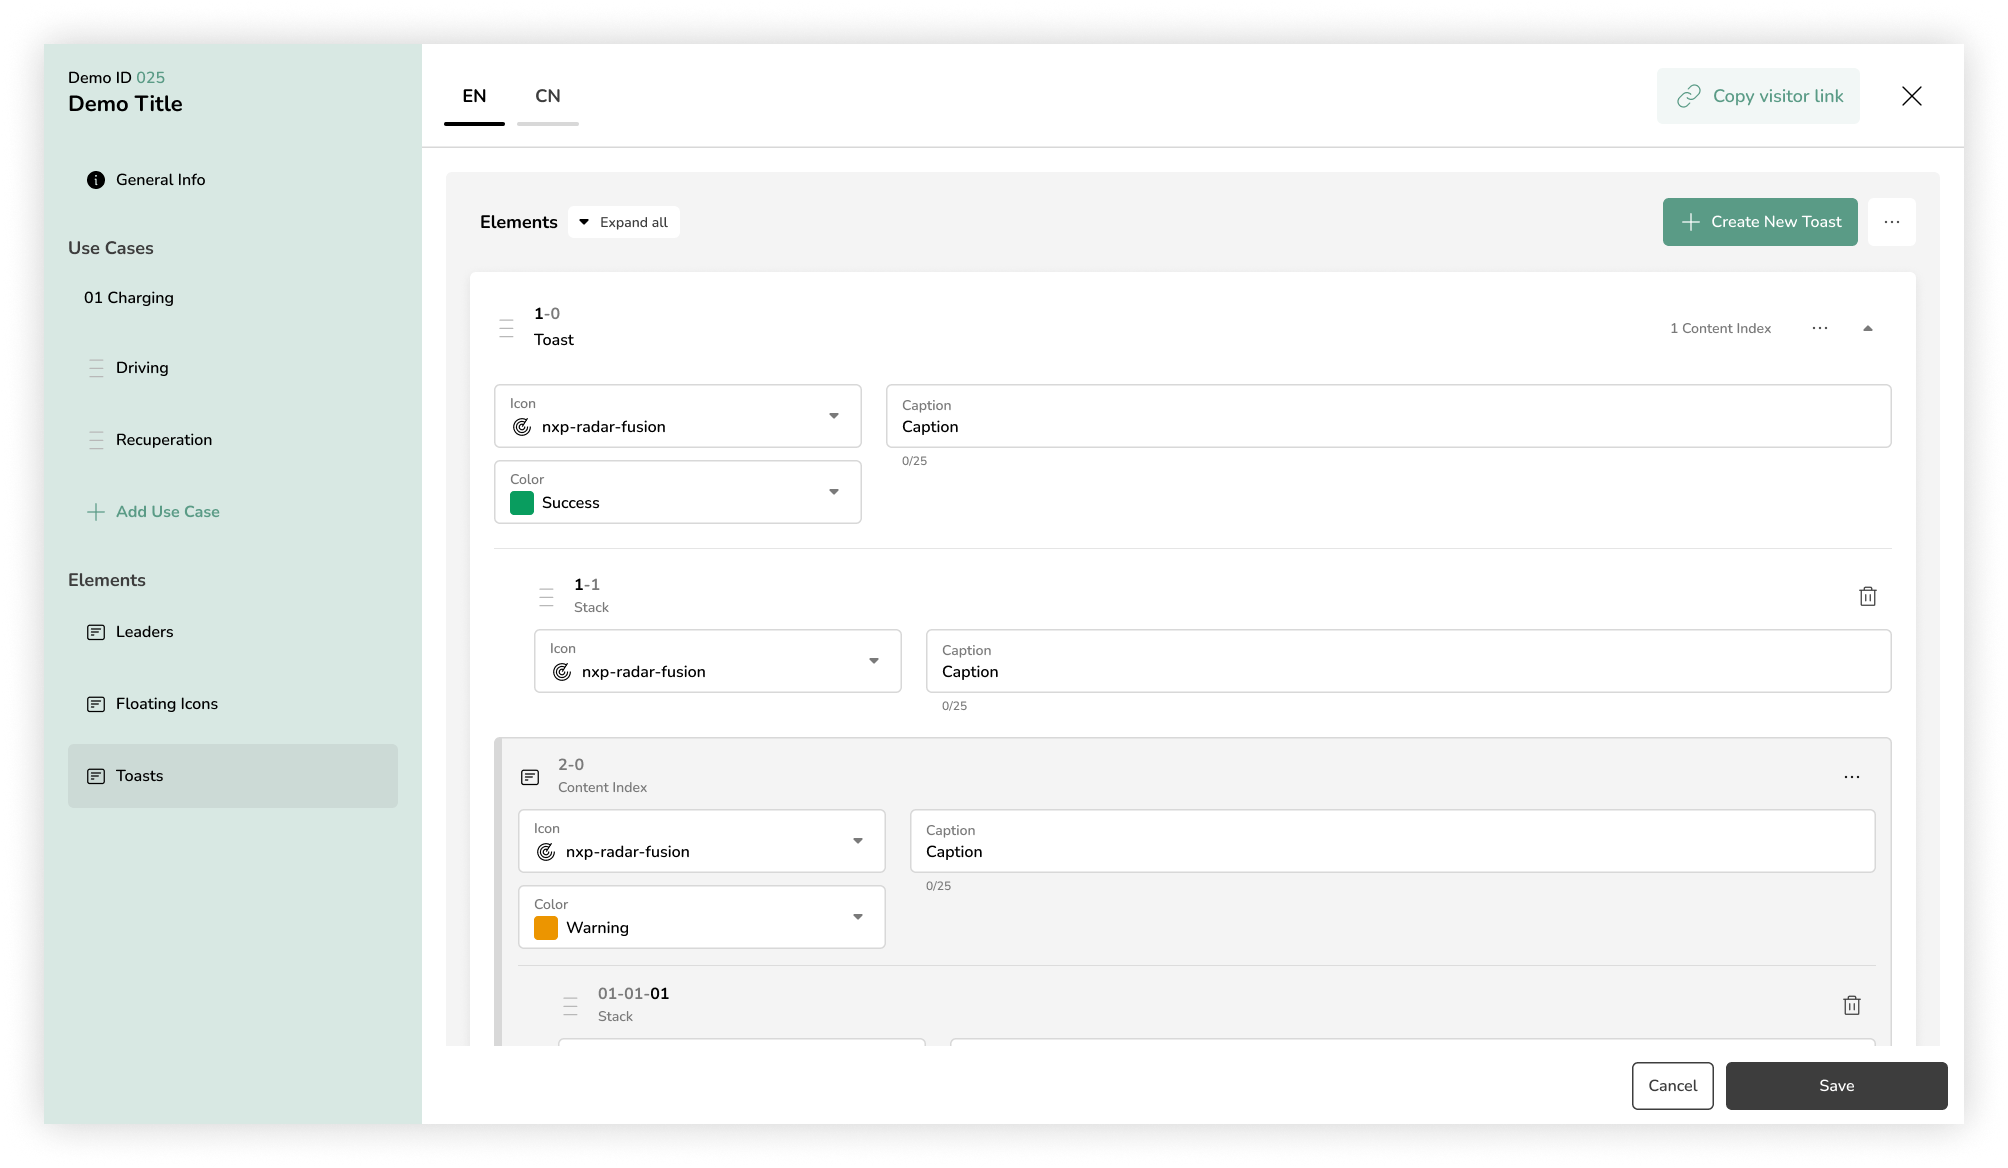 Demo ID 025
Demo Title
General Info
Use Cases
01 Charging
Driving
Recuperation
Add Use Case
Elements
Leaders
Floating Icons
Toasts
EN
CN
Copy visitor link
Elements
Expand all
Create New Toast
1-0
Toast
1 Content Index
Icon
nxp-radar-fusion
Caption
Caption
0/25
Color
Success
1-1
Stack
Icon
nxp-radar-fusion
Caption
Caption
0/25
2-0
Content Index
Icon
nxp-radar-fusion
Caption
Caption
0/25
Color
Warning
01-01-01
Stack
Cancel
Save